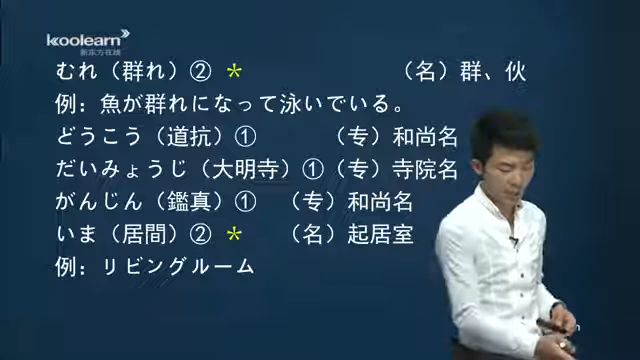 koolearn
新东方在线
むれ（群れ）② * （名）群、伙
例：魚が群れになって泳いでいる。
どうこう（道抗）① （专）和尚名
だいみょうじ（大明寺）①（专）寺院名
がんじん（鑑真）① （专）和尚名
いま（居間）② * （名）起居室
例：リビングルーム